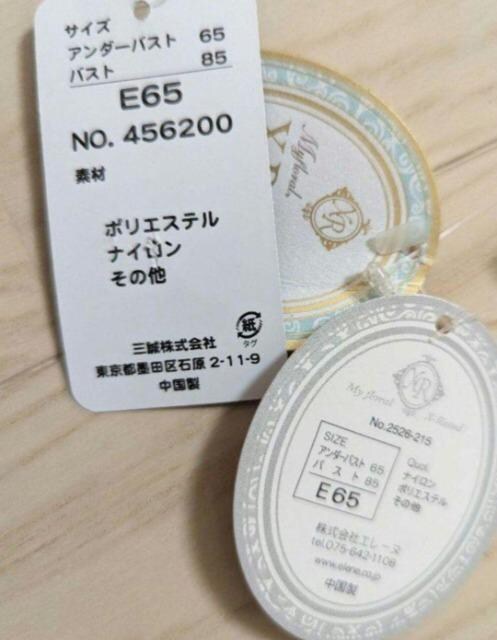 サイズ
アンダーバスト 65
バスト 85
E65
NO. 456200
素材
ポリエステル
ナイロン
その他
紙
タグ
三誠株式会社
東京都墨田区石原 2-11-9
中国製
Myfloral
XR
My floral X-Round
No.2526-215
SIZE
アンダーバスト 65
バスト 85
E65
Qual.
ナイロン
ポリエステル
その他
株式会社エレーヌ
tel.075-642-1108
www.elene.co.jp
中国製